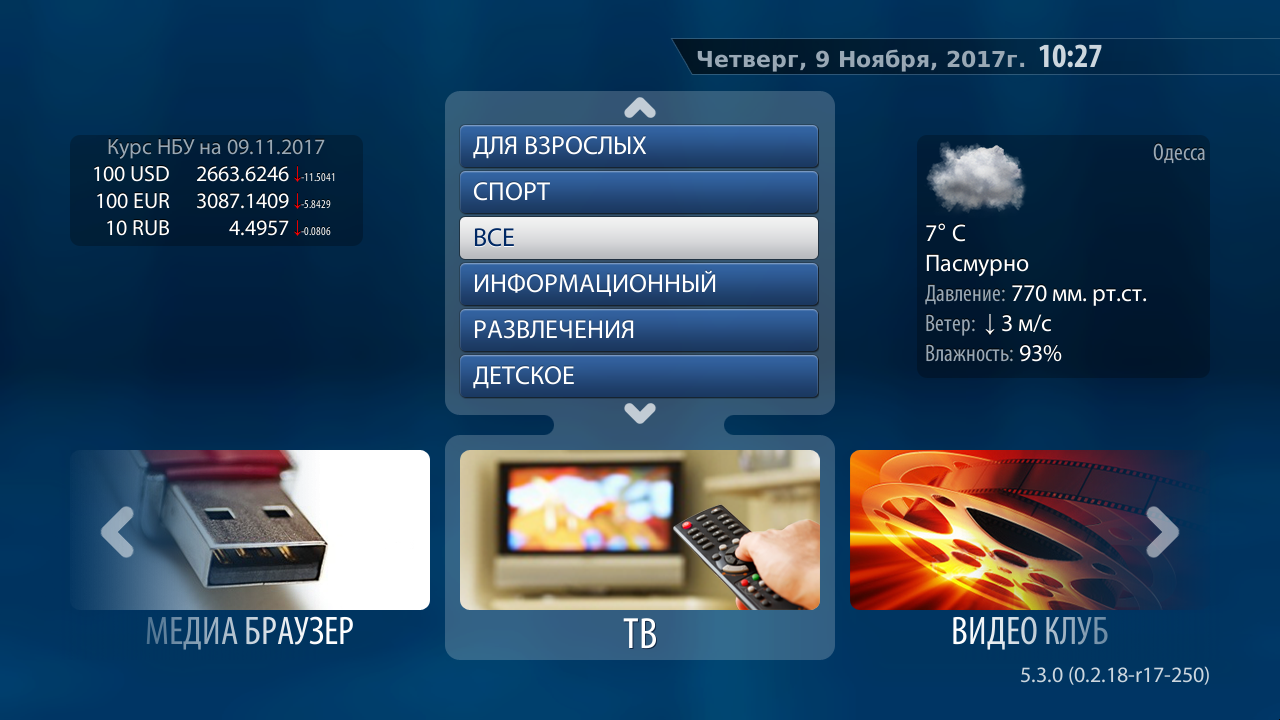 Четверг, 9 Ноября, 2017г. 10:27
Курс НБУ на 09.11.2017
100 USD 2663.6246 ↓-11.5041
100 EUR 3087.1409 ↓-5.8429
10 RUB 4.4957 ↓-0.0806
ДЛЯ ВЗРОСЛЫХ
СПОРТ
ВСЕ
ИНФОРМАЦИОННЫЙ
РАЗВЛЕЧЕНИЯ
ДЕТСКОЕ
Одесса
7° C
Пасмурно
Давление: 770 мм. рт.ст.
Ветер: ↓ 3 м/с
Влажность: 93%
МЕДИА БРАУЗЕР
ТВ
ВИДЕО КЛУБ
5.3.0 (0.2.18-r17-250)